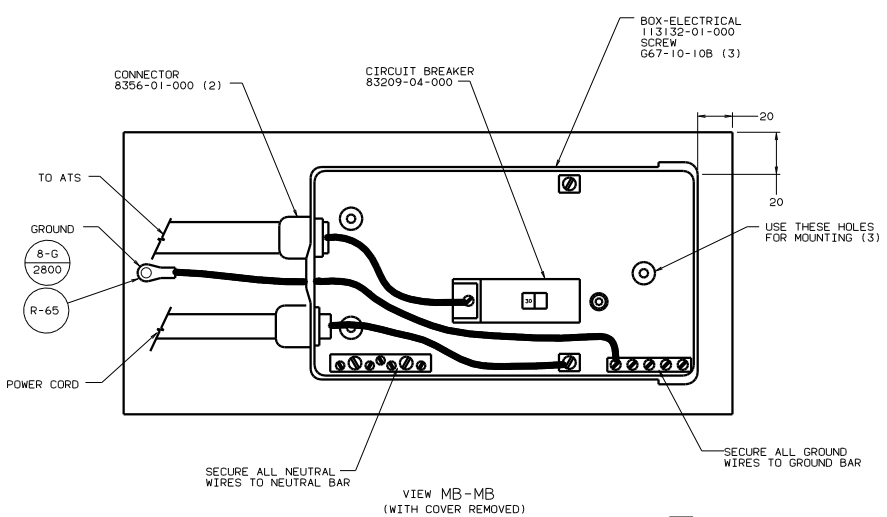 BOX-ELECTRICAL
113132-01-000
SCREW
G67-10-10B (3)
CONNECTOR
8356-01-000 (2)
CIRCUIT BREAKER
83209-04-000
20
20
TO ATS
GROUND
8-G
2800
R-65
USE THESE HOLES
FOR MOUNTING (3)
30
POWER CORD
SECURE ALL NEUTRAL
WIRES TO NEUTRAL BAR
SECURE ALL GROUND
WIRES TO GROUND BAR
VIEW MB-MB
(WITH COVER REMOVED)